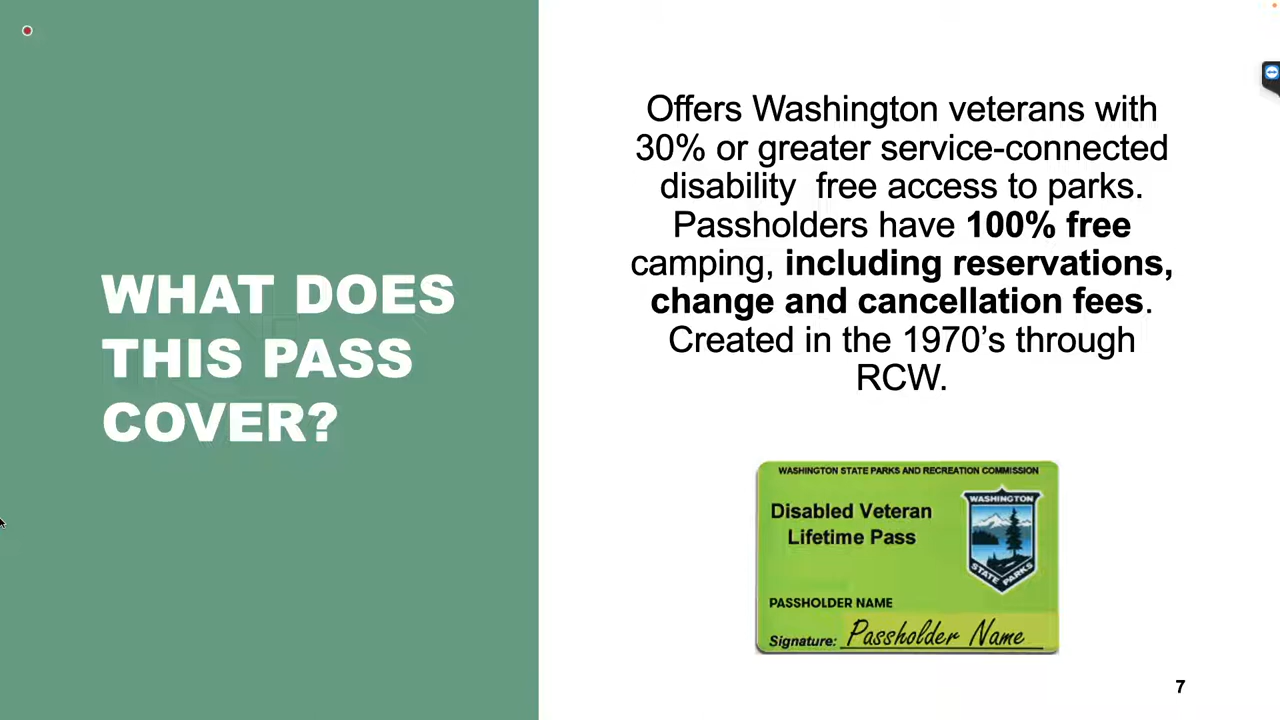 WHAT DOES
THIS PASS
COVER?
Offers Washington veterans with
30% or greater service-connected
disability  free access to parks.
Passholders have 100% free
camping, including reservations,
change and cancellation fees.
Created in the 1970’s through
RCW.
WASHINGTON STATE PARKS AND RECREATION COMMISSION
Disabled Veteran
Lifetime Pass
WASHINGTON
STATE PARKS
PASSHOLDER NAME
Signature: Passholder Name
7